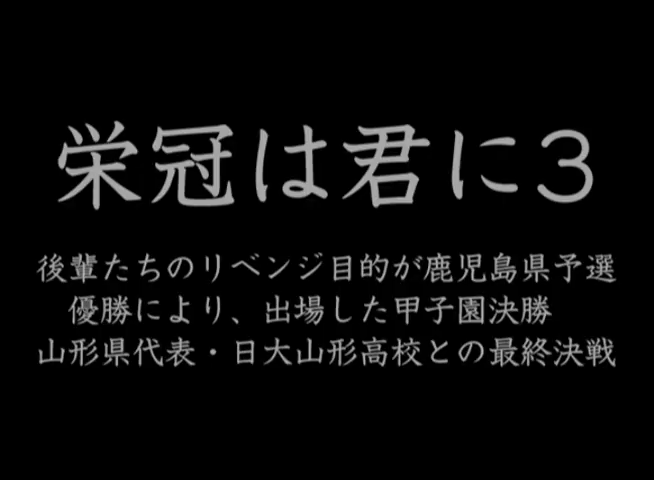 栄冠は君に３
後輩たちのリベンジ目的が鹿児島県予選
優勝により、出場した甲子園決勝
山形県代表・日大山形高校との最終決戦